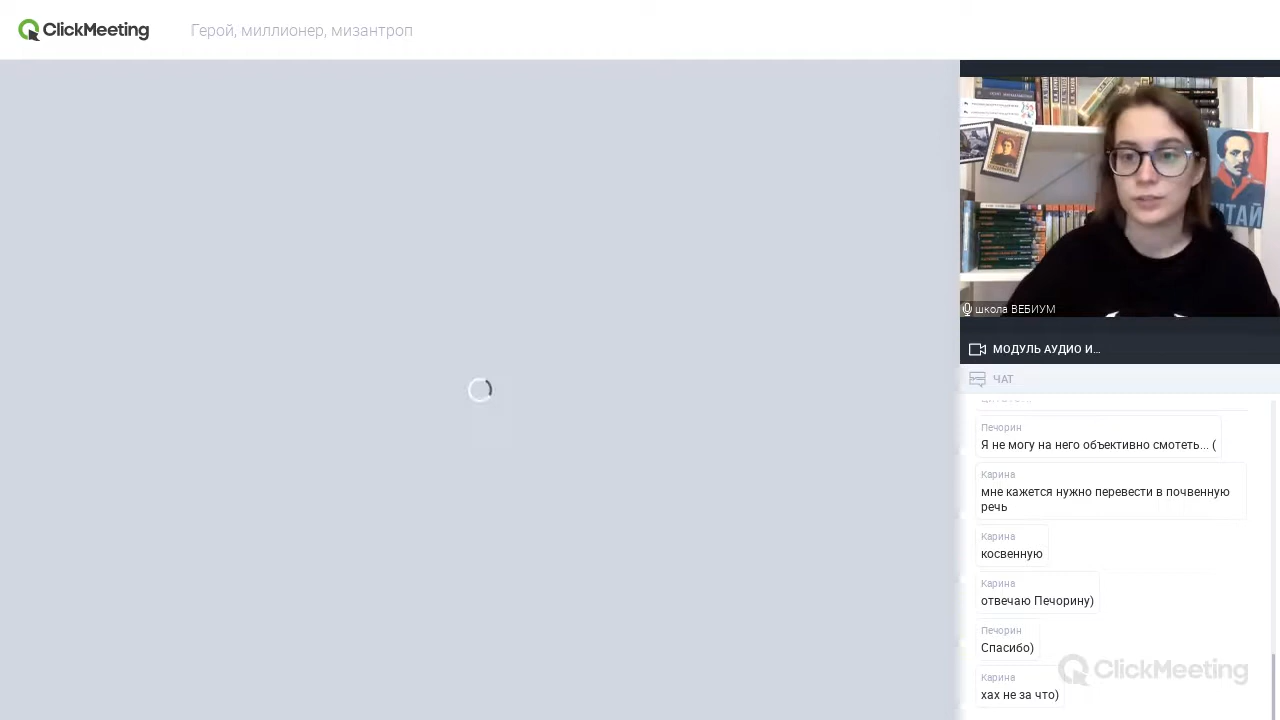 ClickMeeting
Герой, миллионер, мизантроп
ИТАЙ
школа ВЕБИУМ
МОДУЛЬ АУДИО И...
ЧАТ
Печорин
Я не могу на него объективно смотеть... (
Карина
мне кажется нужно перевести в почвенную
речь
Карина
косвенную
Карина
отвечаю Печорину)
Печорин
Спасибо)
Карина
хах не за что)
ClickMeeting